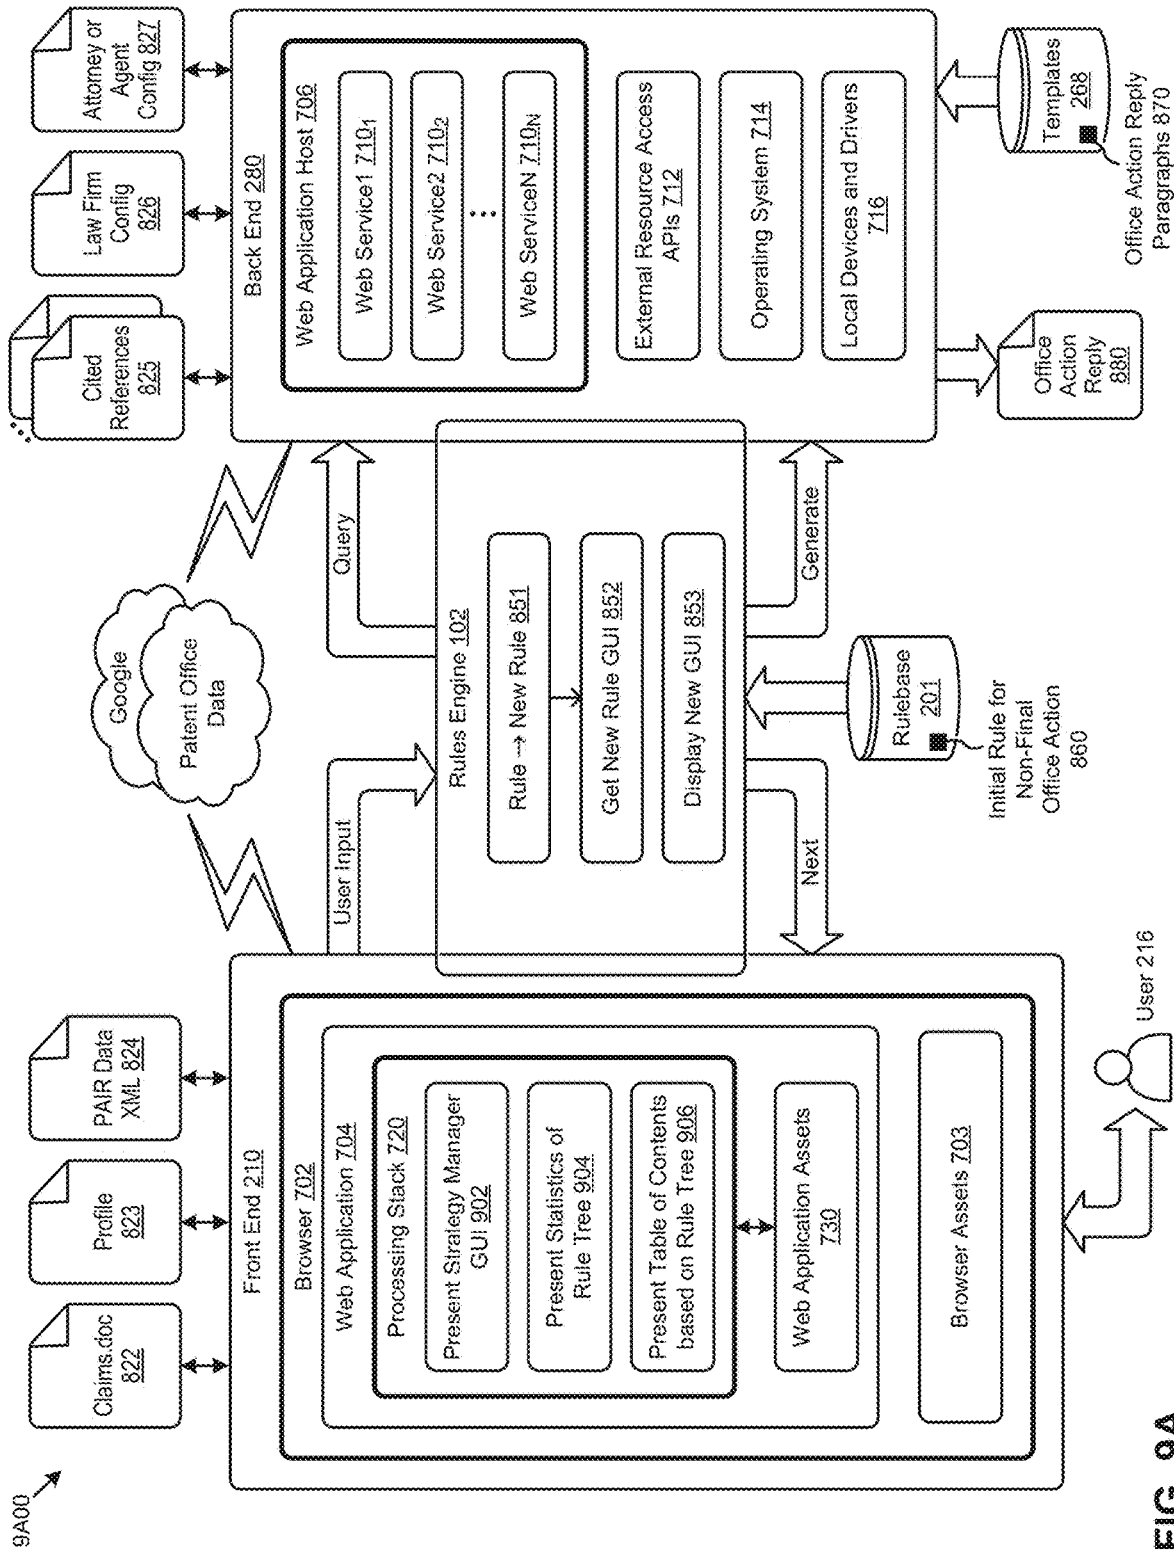 9A00
Claims.doc
822
Profile
823
PAIR Data
XML 824
Google
Patent Office
Data
Cited
References
825
Law Firm
Config
826
Attorney or
Agent
Config 827
Front End 210
Browser 702
Web Application 704
Processing Stack 720
Present Strategy Manager
GUI 902
Present Statistics of
Rule Tree 904
Present Table of Contents
based on Rule Tree 906
Web Application Assets
730
Browser Assets 703
User 216
User Input
Query
Rules Engine 102
Rule → New Rule 851
Get New Rule GUI 852
Display New GUI 853
Next
Generate
Rulebase
201
Initial Rule for
Non-Final
Office Action
860
Back End 280
Web Application Host 706
Web Service1 710₁
Web Service2 710₂
Web ServiceN 710N
External Resource Access
APIs 712
Operating System 714
Local Devices and Drivers
716
Office
Action
Reply
880
Templates
268
Office Action Reply
Paragraphs 870
FIG. 9A